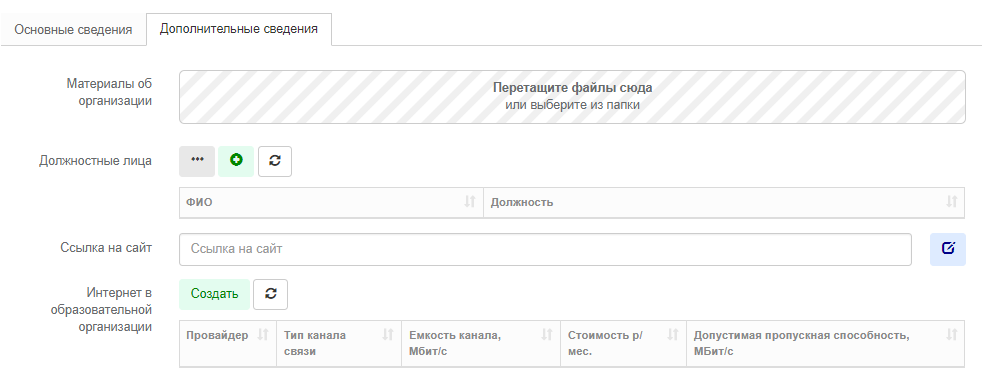 Основные сведения
Дополнительные сведения
Материалы об
организации
Перетащите файлы сюда
или выберите из папки
Должностные лица
ФИО
Должность
Ссылка на сайт
Ссылка на сайт
Интернет в
образовательной
организации
Создать
Провайдер
Тип канала
связи
Емкость канала,
Мбит/с
Стоимость р/
мес.
Допустимая пропускная способность,
МБит/с